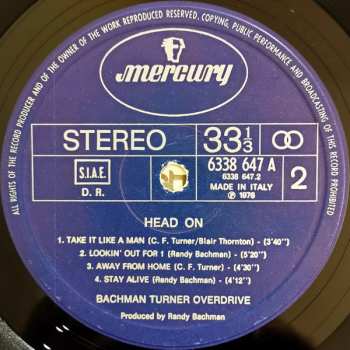 ALL RIGHTS OF THE RECORD PRODUCER AND OF THE OWNER OF THE WORK REPRODUCED RESERVED. COPYING, PUBLIC PERFORMANCE AND BROADCASTING OF THIS RECORD PROHIBITED
mercury
STEREO
33 1/3
S.I.A.E.
D. R.
6338 647 A
6338 647.2
MADE IN ITALY
℗ 1976
2
HEAD ON
1. TAKE IT LIKE A MAN (C. F. Turner/Blair Thornton) - (3'40")
2. LOOKIN' OUT FOR 1 (Randy Bachman) - (5'20")
3. AWAY FROM HOME (C. F. Turner) - (4'30")
4. STAY ALIVE (Randy Bachman) - (4'12")
BACHMAN TURNER OVERDRIVE
Produced by Randy Bachman